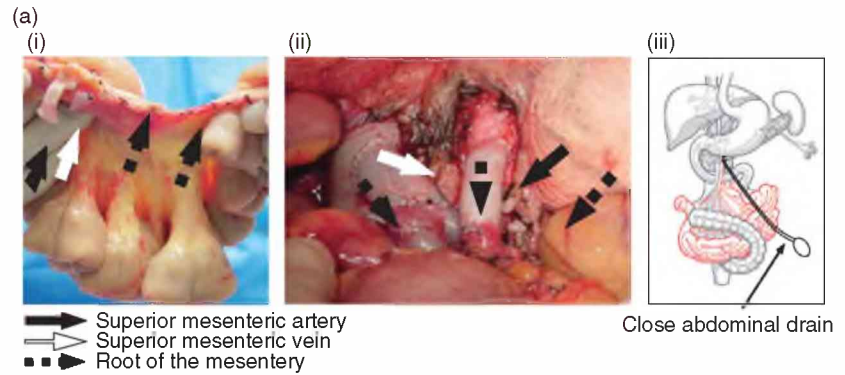 (a)
(i)
(ii)
(iii)
Close abdominal drain
Superior mesenteric artery
Superior mesenteric vein
Root of the mesentery